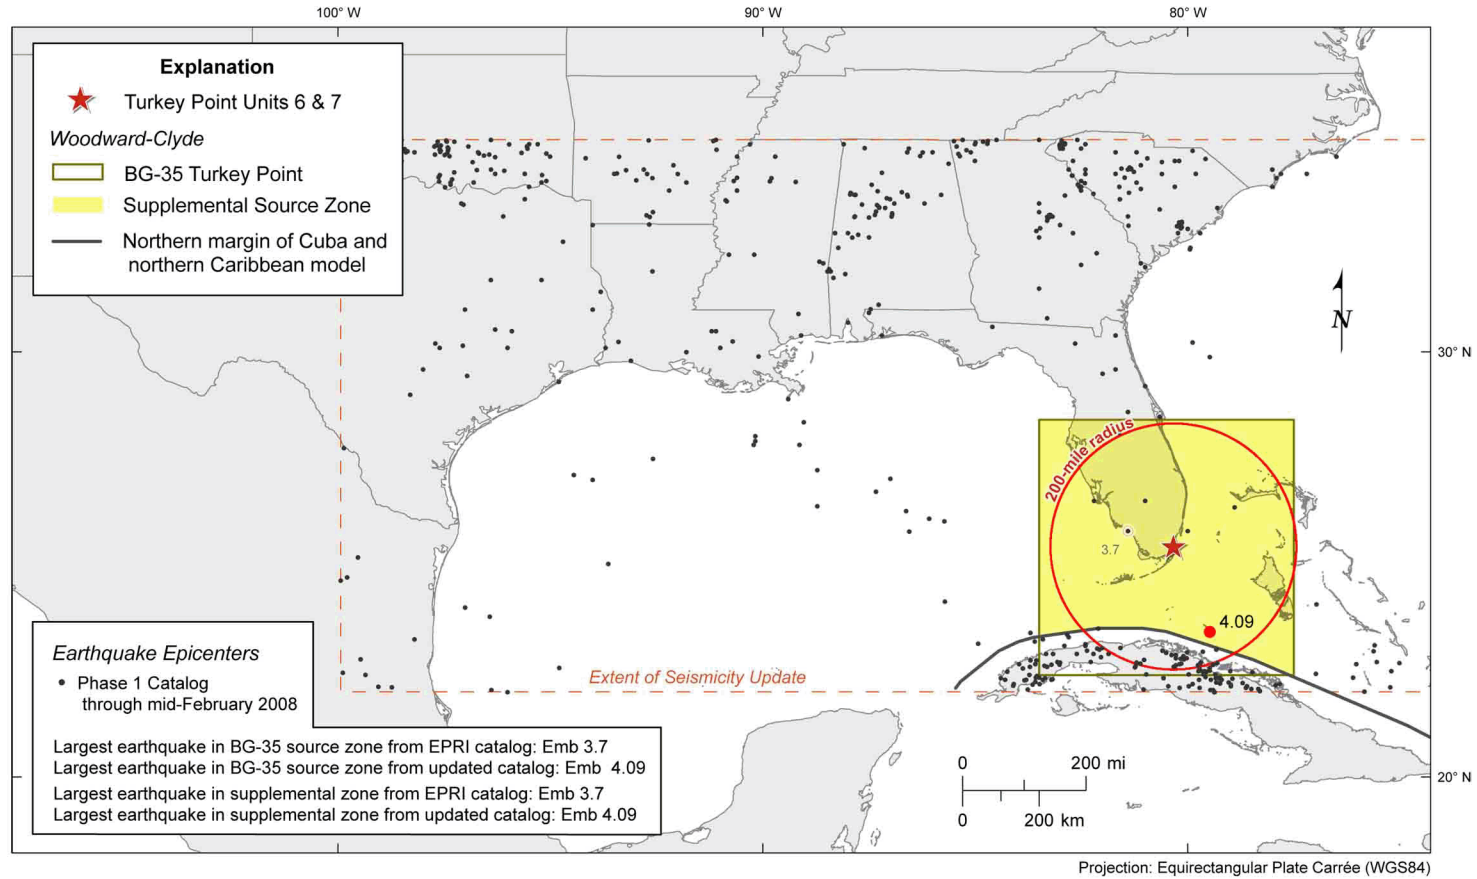 100° W
90° W
80° W
Explanation
Turkey Point Units 6 & 7
Woodward-Clyde
BG-35 Turkey Point
Supplemental Source Zone
Northern margin of Cuba and
northern Caribbean model
N
30° N
200-mile radius
3.7
4.09
Earthquake Epicenters
Phase 1 Catalog
through mid-February 2008
Extent of Seismicity Update
Largest earthquake in BG-35 source zone from EPRI catalog: Emb 3.7
Largest earthquake in BG-35 source zone from updated catalog: Emb 4.09
Largest earthquake in supplemental zone from EPRI catalog: Emb 3.7
Largest earthquake in supplemental zone from updated catalog: Emb 4.09
0 200 mi
0 200 km
20° N
Projection: Equirectangular Plate Carrée (WGS84)